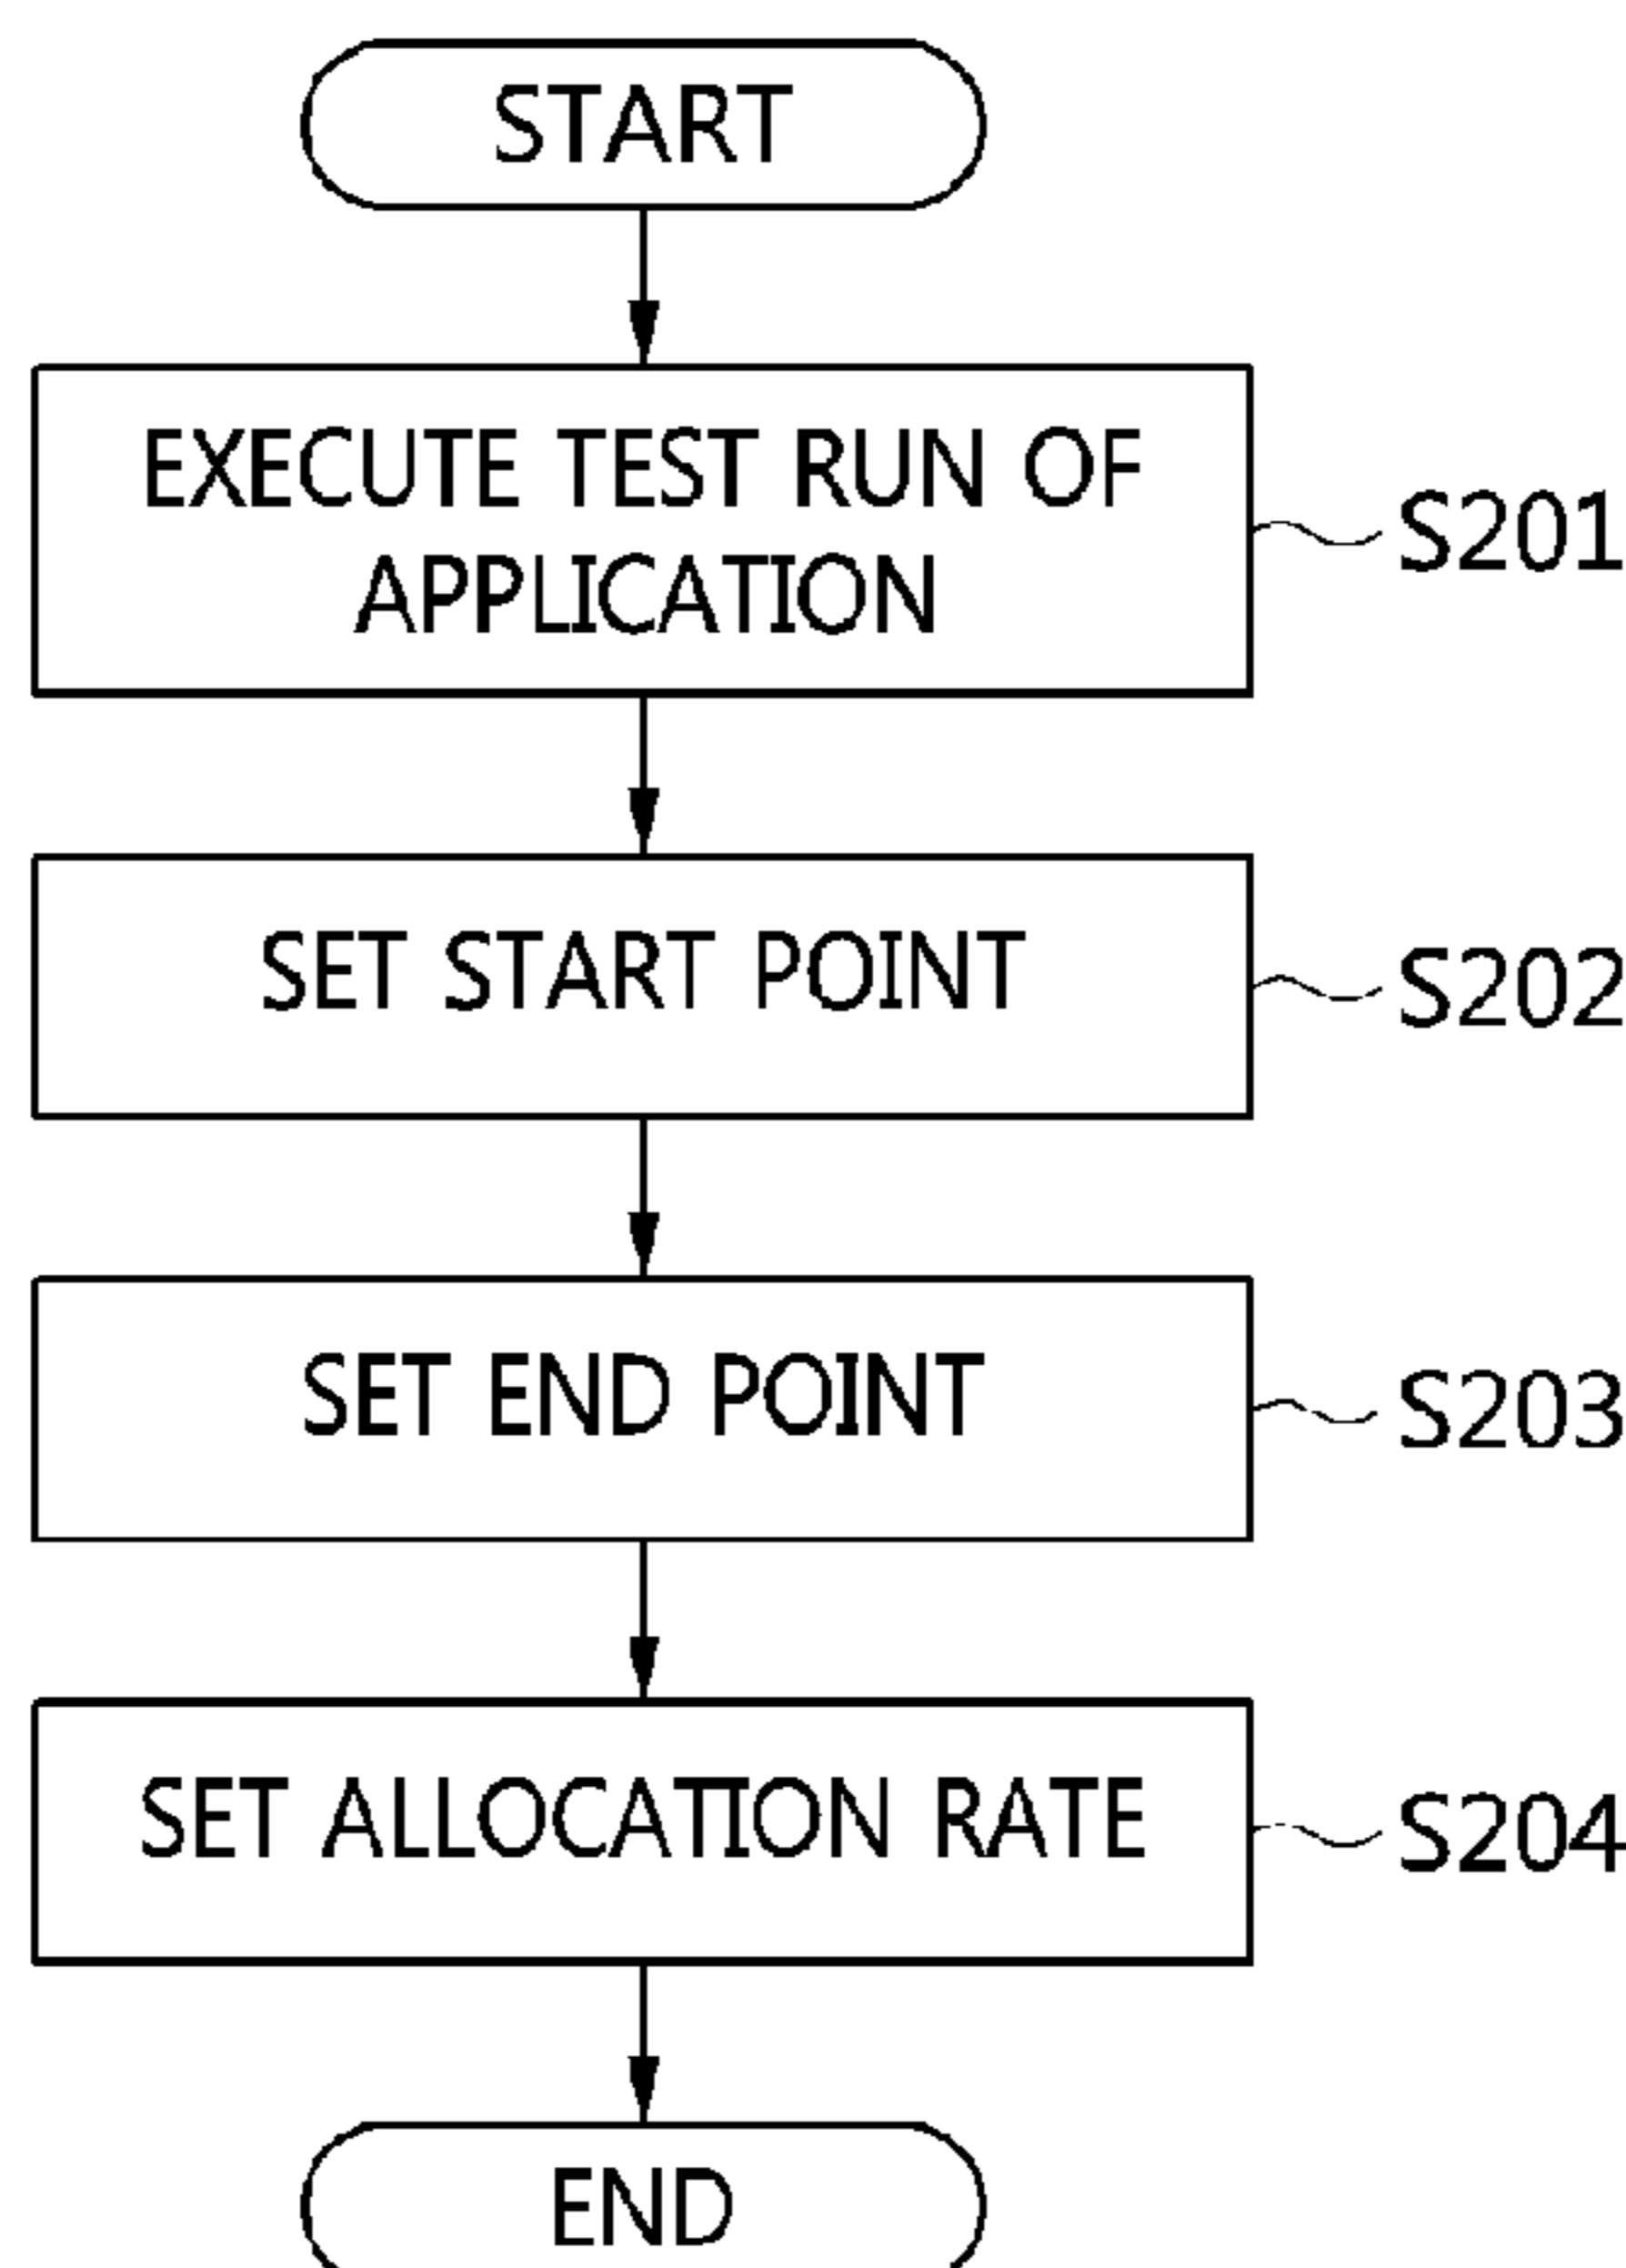 START
EXECUTE TEST RUN OF
APPLICATION
S201
SET START POINT
S202
SET END POINT
S203
SET ALLOCATION RATE
S204
END